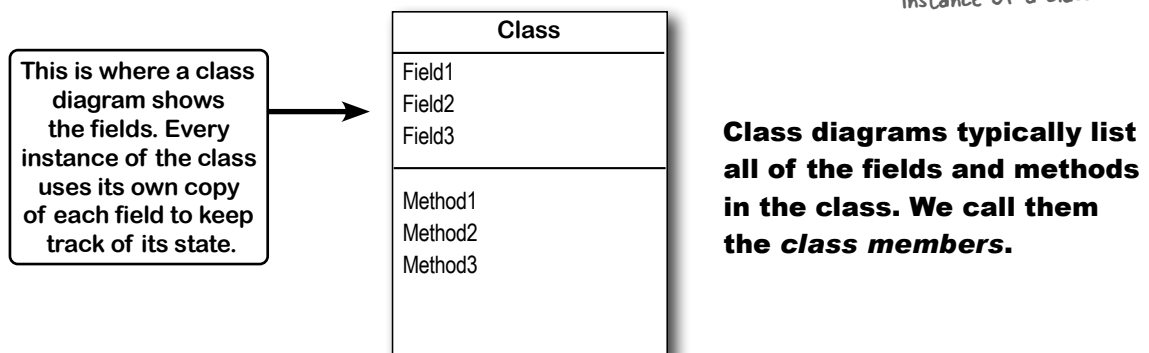 instance of a
Class
This is where a class
diagram shows
the fields. Every
instance of the class
uses its own copy
of each field to keep
track of its state.
Field1
Field2
Field3
Method1
Method2
Method3
Class diagrams typically list
all of the fields and methods
in the class. We call them
the class members.